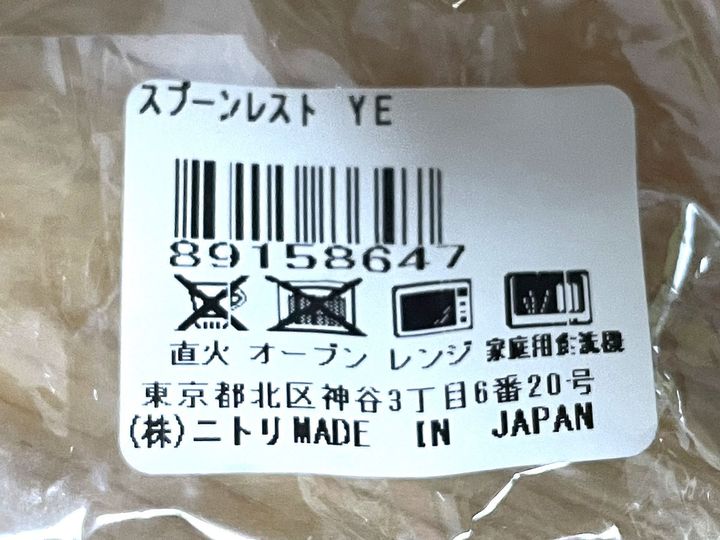 スプーンレスト YE
89158647
直火 オーブン レンジ 家庭用食洗機
東京都北区神谷3丁目6番20号
(株)ニトリMADE IN JAPAN